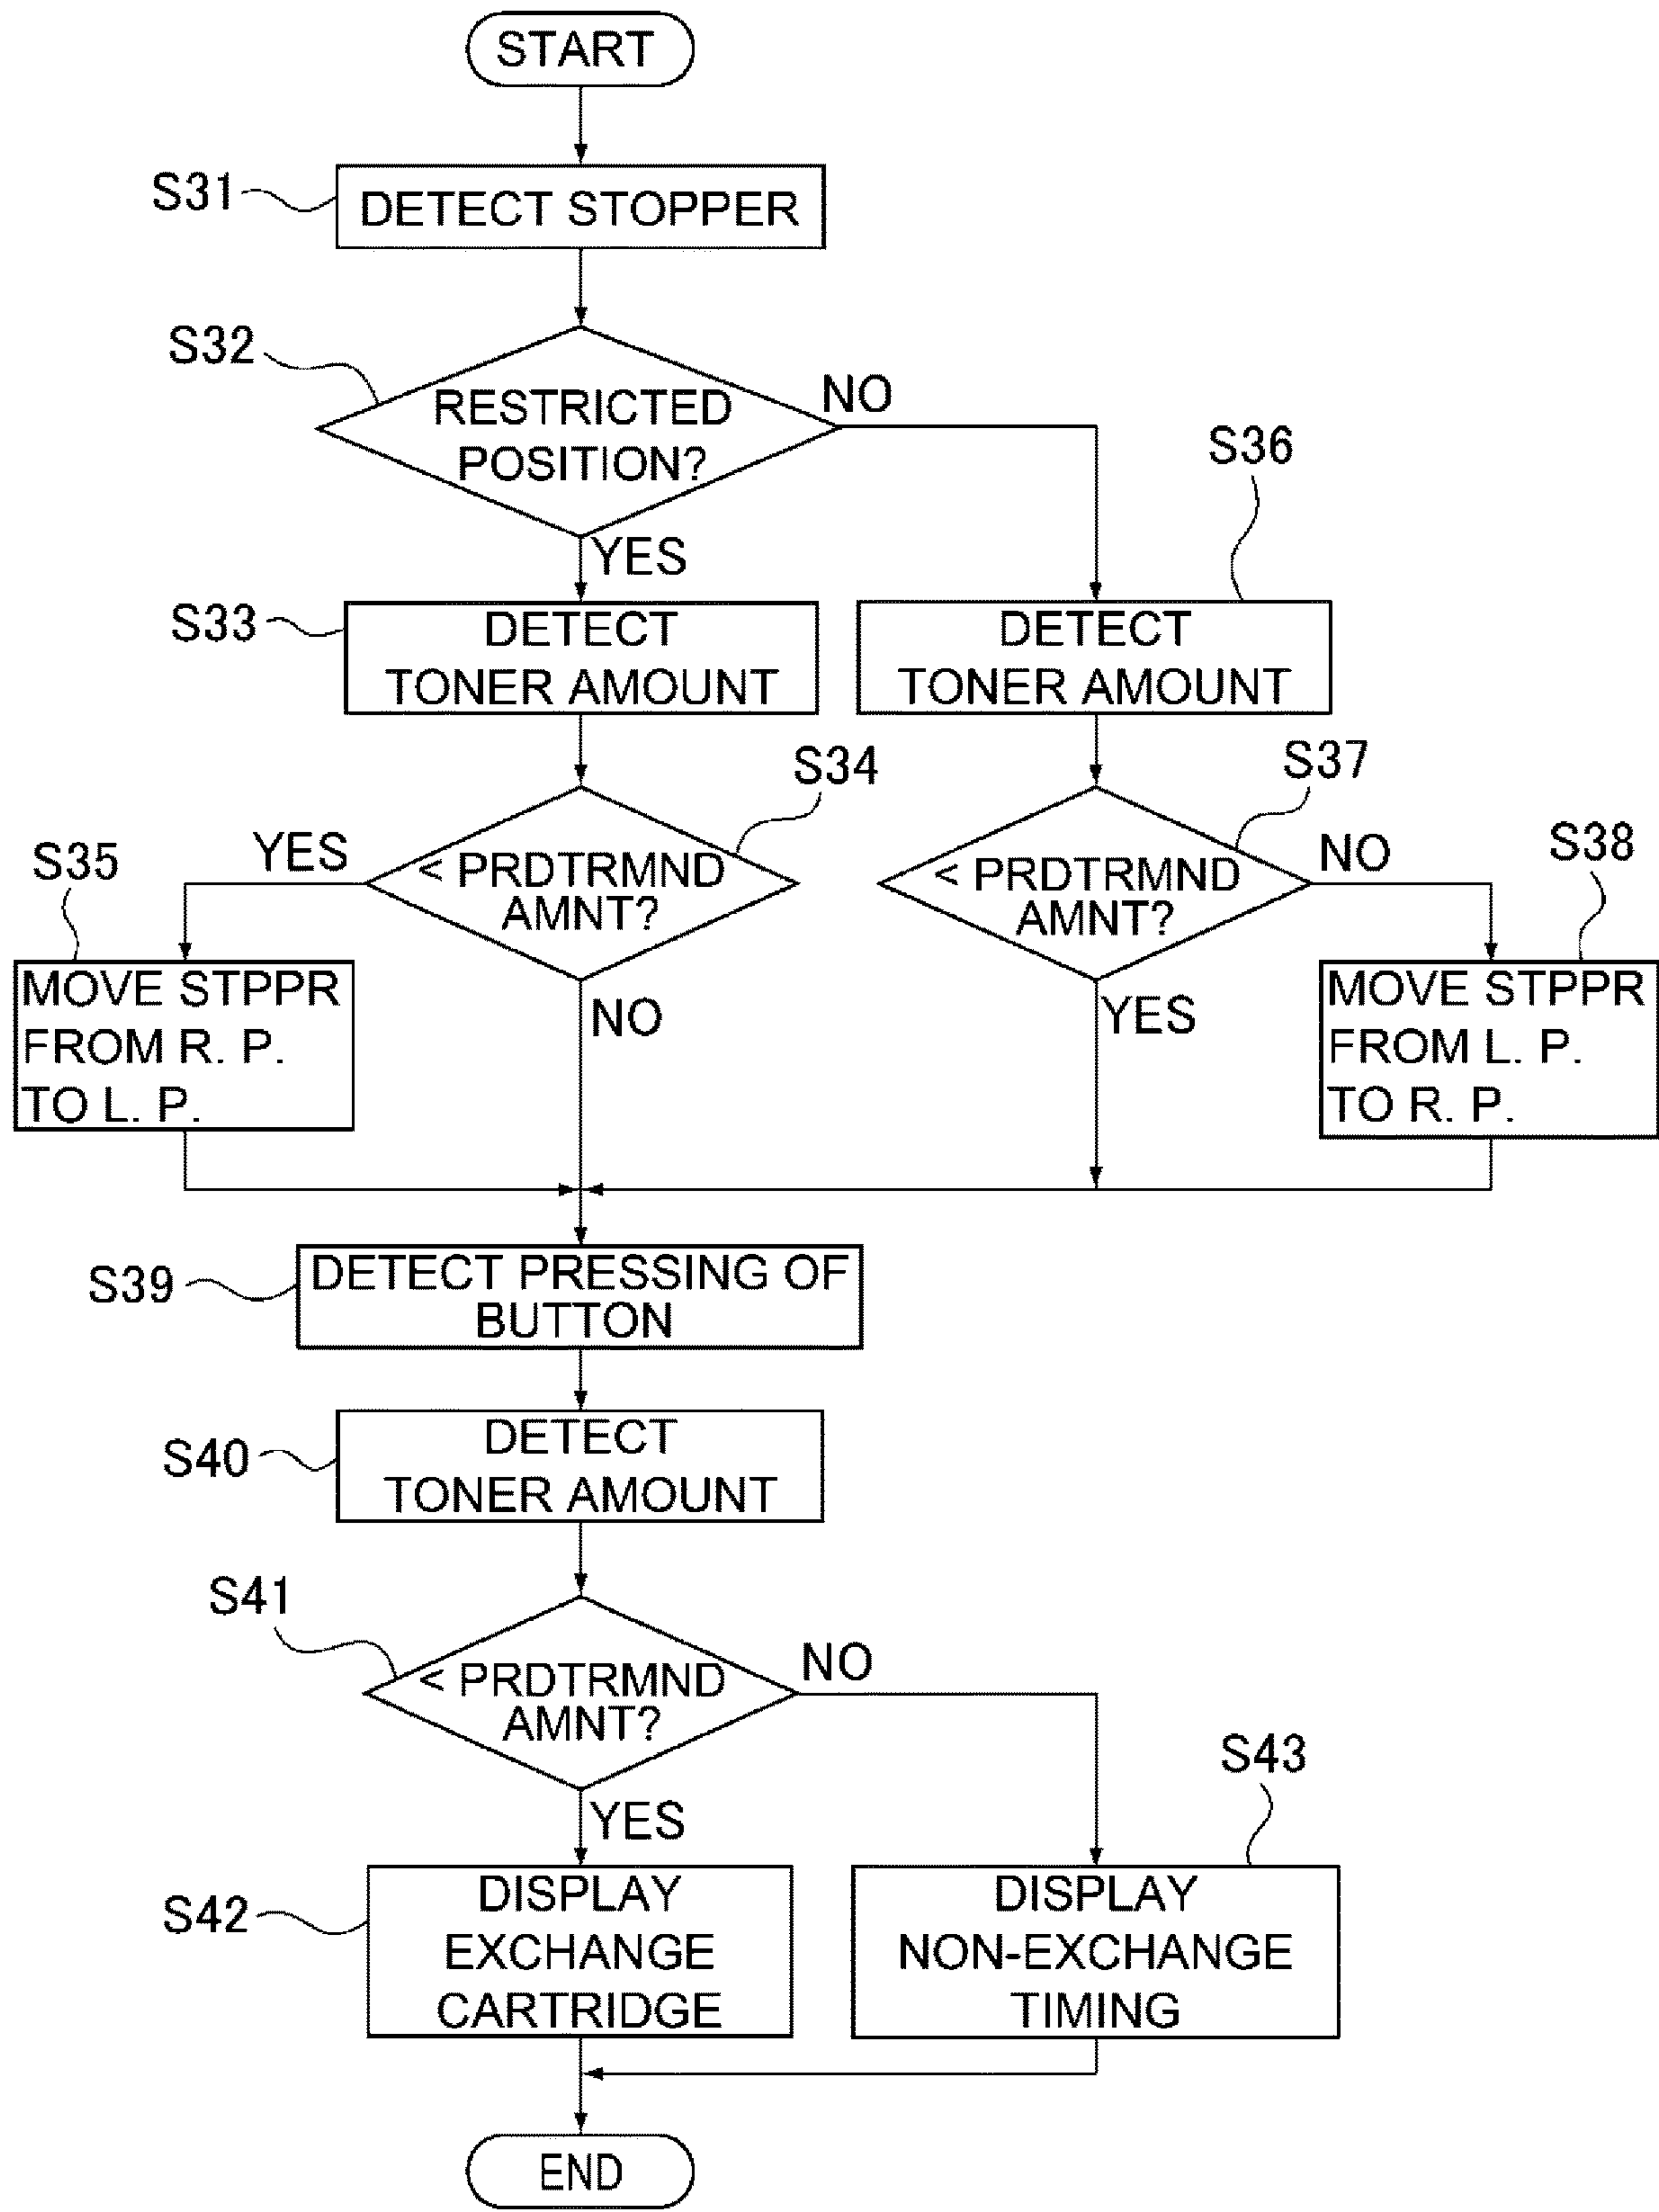 START
S31
DETECT STOPPER
S32
RESTRICTED
POSITION?
NO
YES
S36
S33
DETECT
TONER AMOUNT
DETECT
TONER AMOUNT
S34
S37
YES
< PRDTRMND
AMNT?
NO
< PRDTRMND
AMNT?
NO
YES
S35
MOVE STPPR
FROM R. P.
TO L. P.
S38
MOVE STPPR
FROM L. P.
TO R. P.
S39
DETECT PRESSING OF
BUTTON
S40
DETECT
TONER AMOUNT
S41
< PRDTRMND
AMNT?
NO
YES
S43
S42
DISPLAY
EXCHANGE
CARTRIDGE
DISPLAY
NON-EXCHANGE
TIMING
END